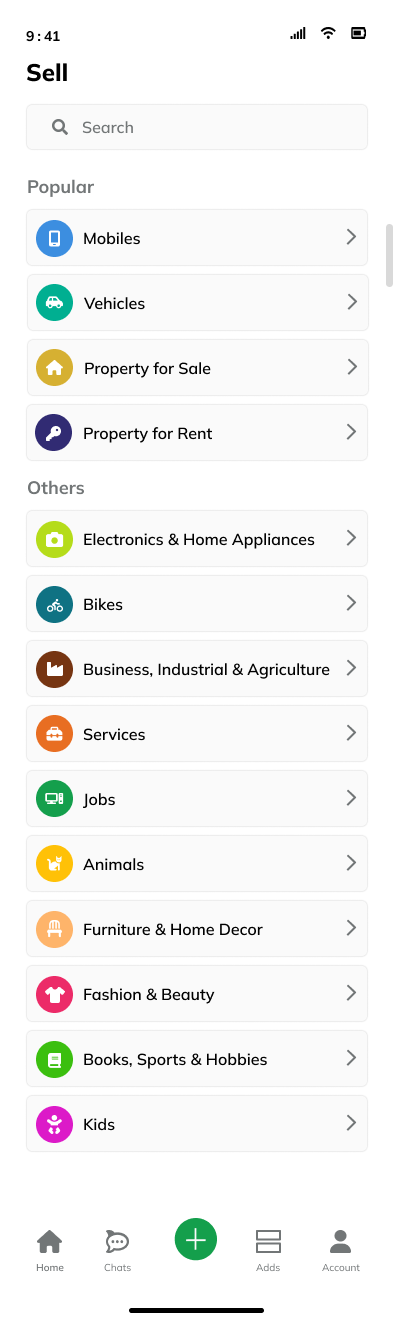 9:41
Sell
Search
Popular
Mobiles
Vehicles
Property for Sale
Property for Rent
Others
Electronics & Home Appliances
Bikes
Business, Industrial & Agriculture
Services
Jobs
Animals
Furniture & Home Decor
Fashion & Beauty
Books, Sports & Hobbies
Kids
Home Chats Adds Account